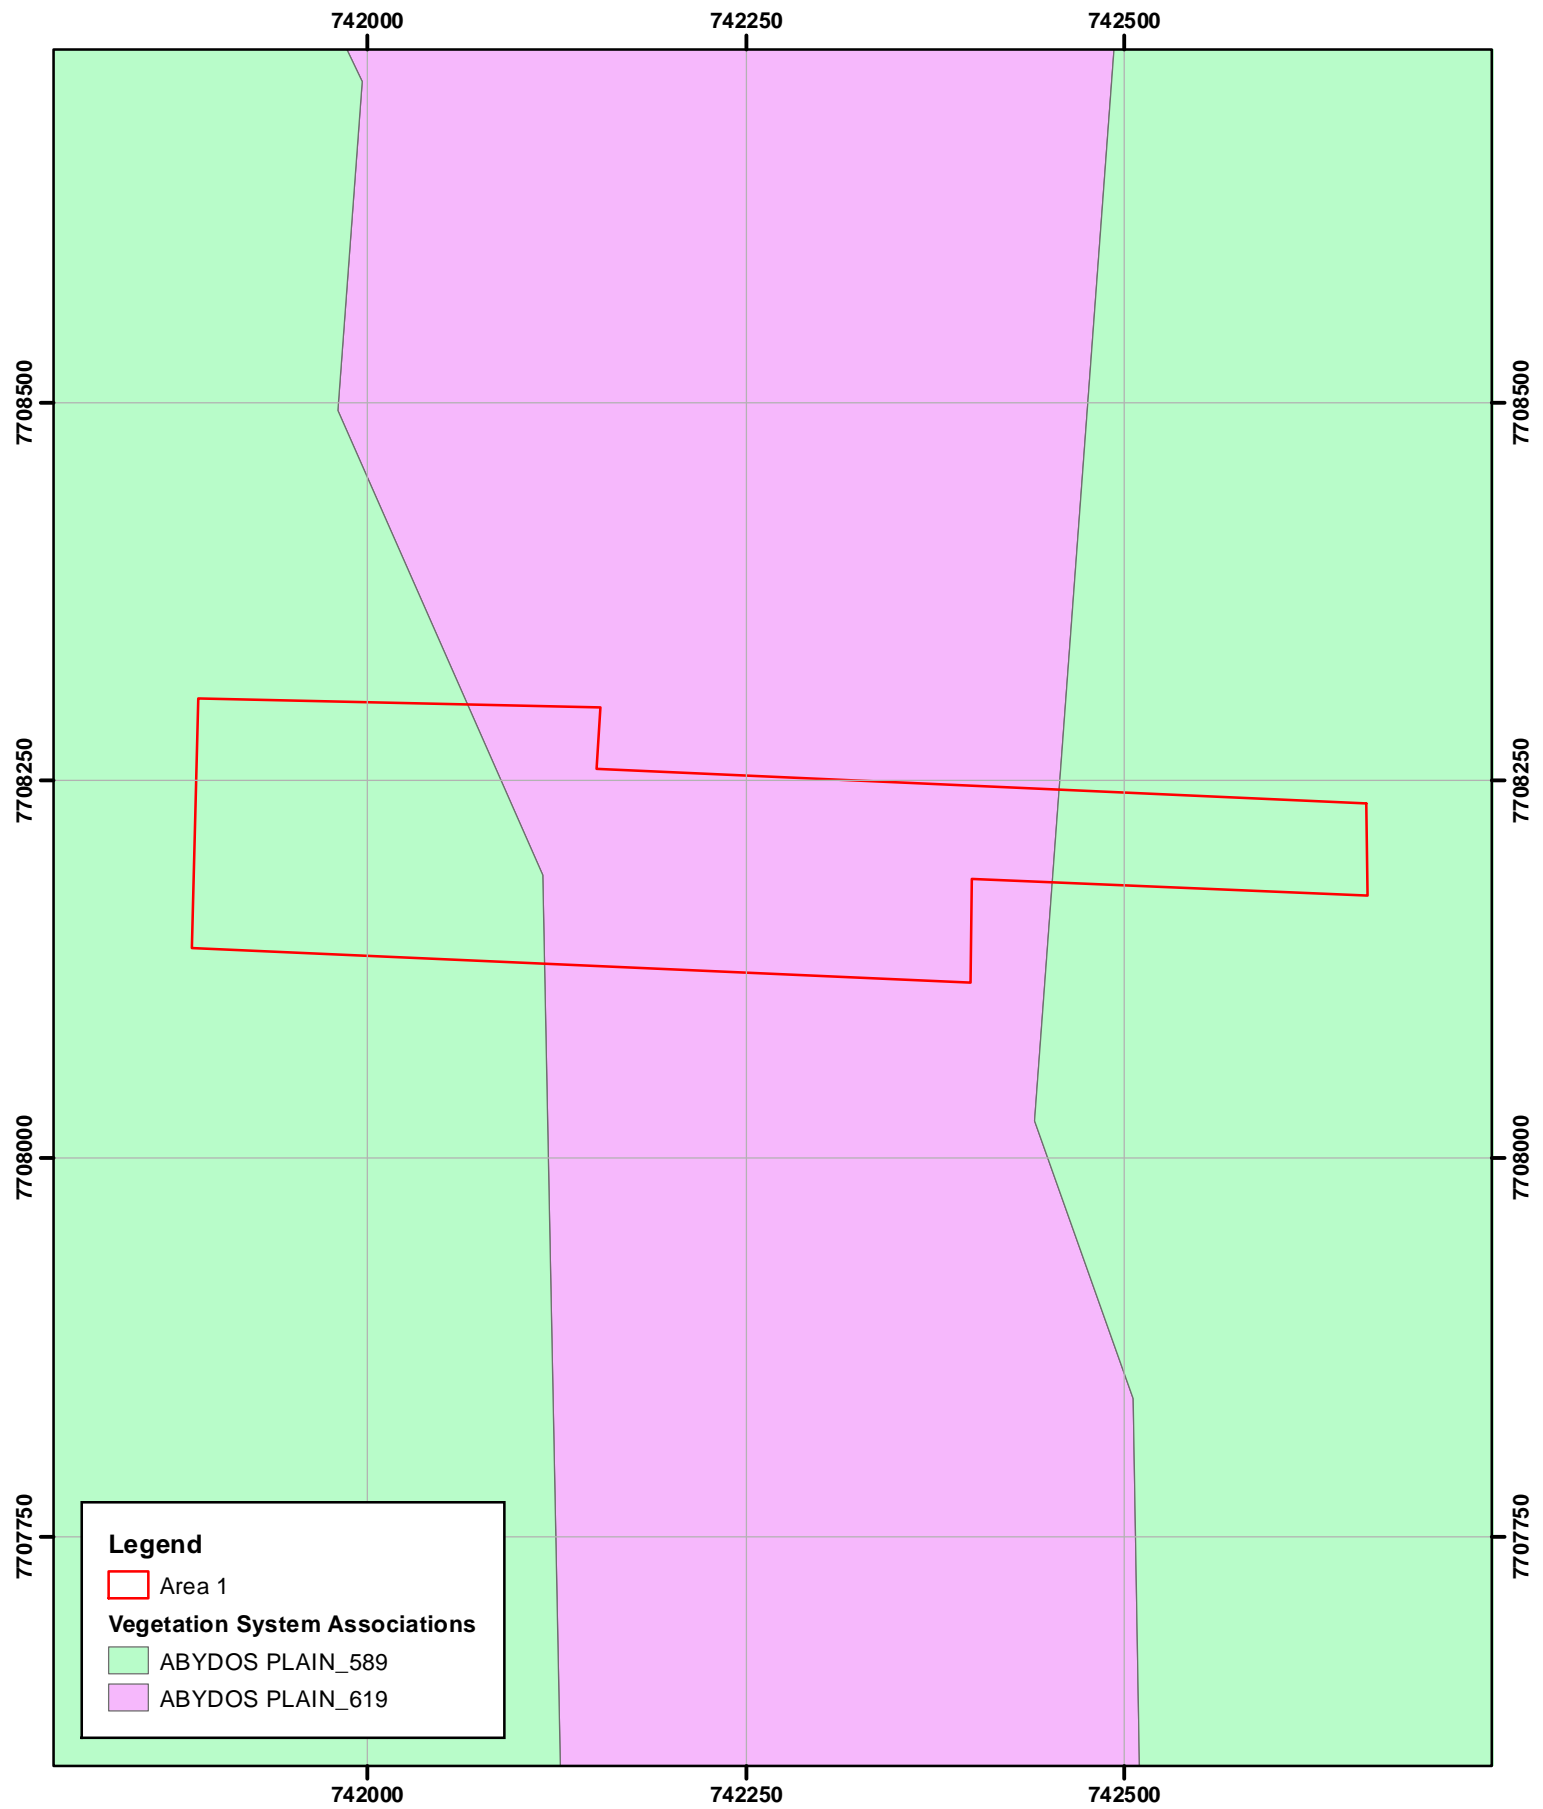 742000 742250 742500
7708500 7708500
7708250 7708250
7708000 7708000
7707750 7707750
Legend
Area 1
Vegetation System Associations
ABYDOS PLAIN_589
ABYDOS PLAIN_619
742000 742250 742500